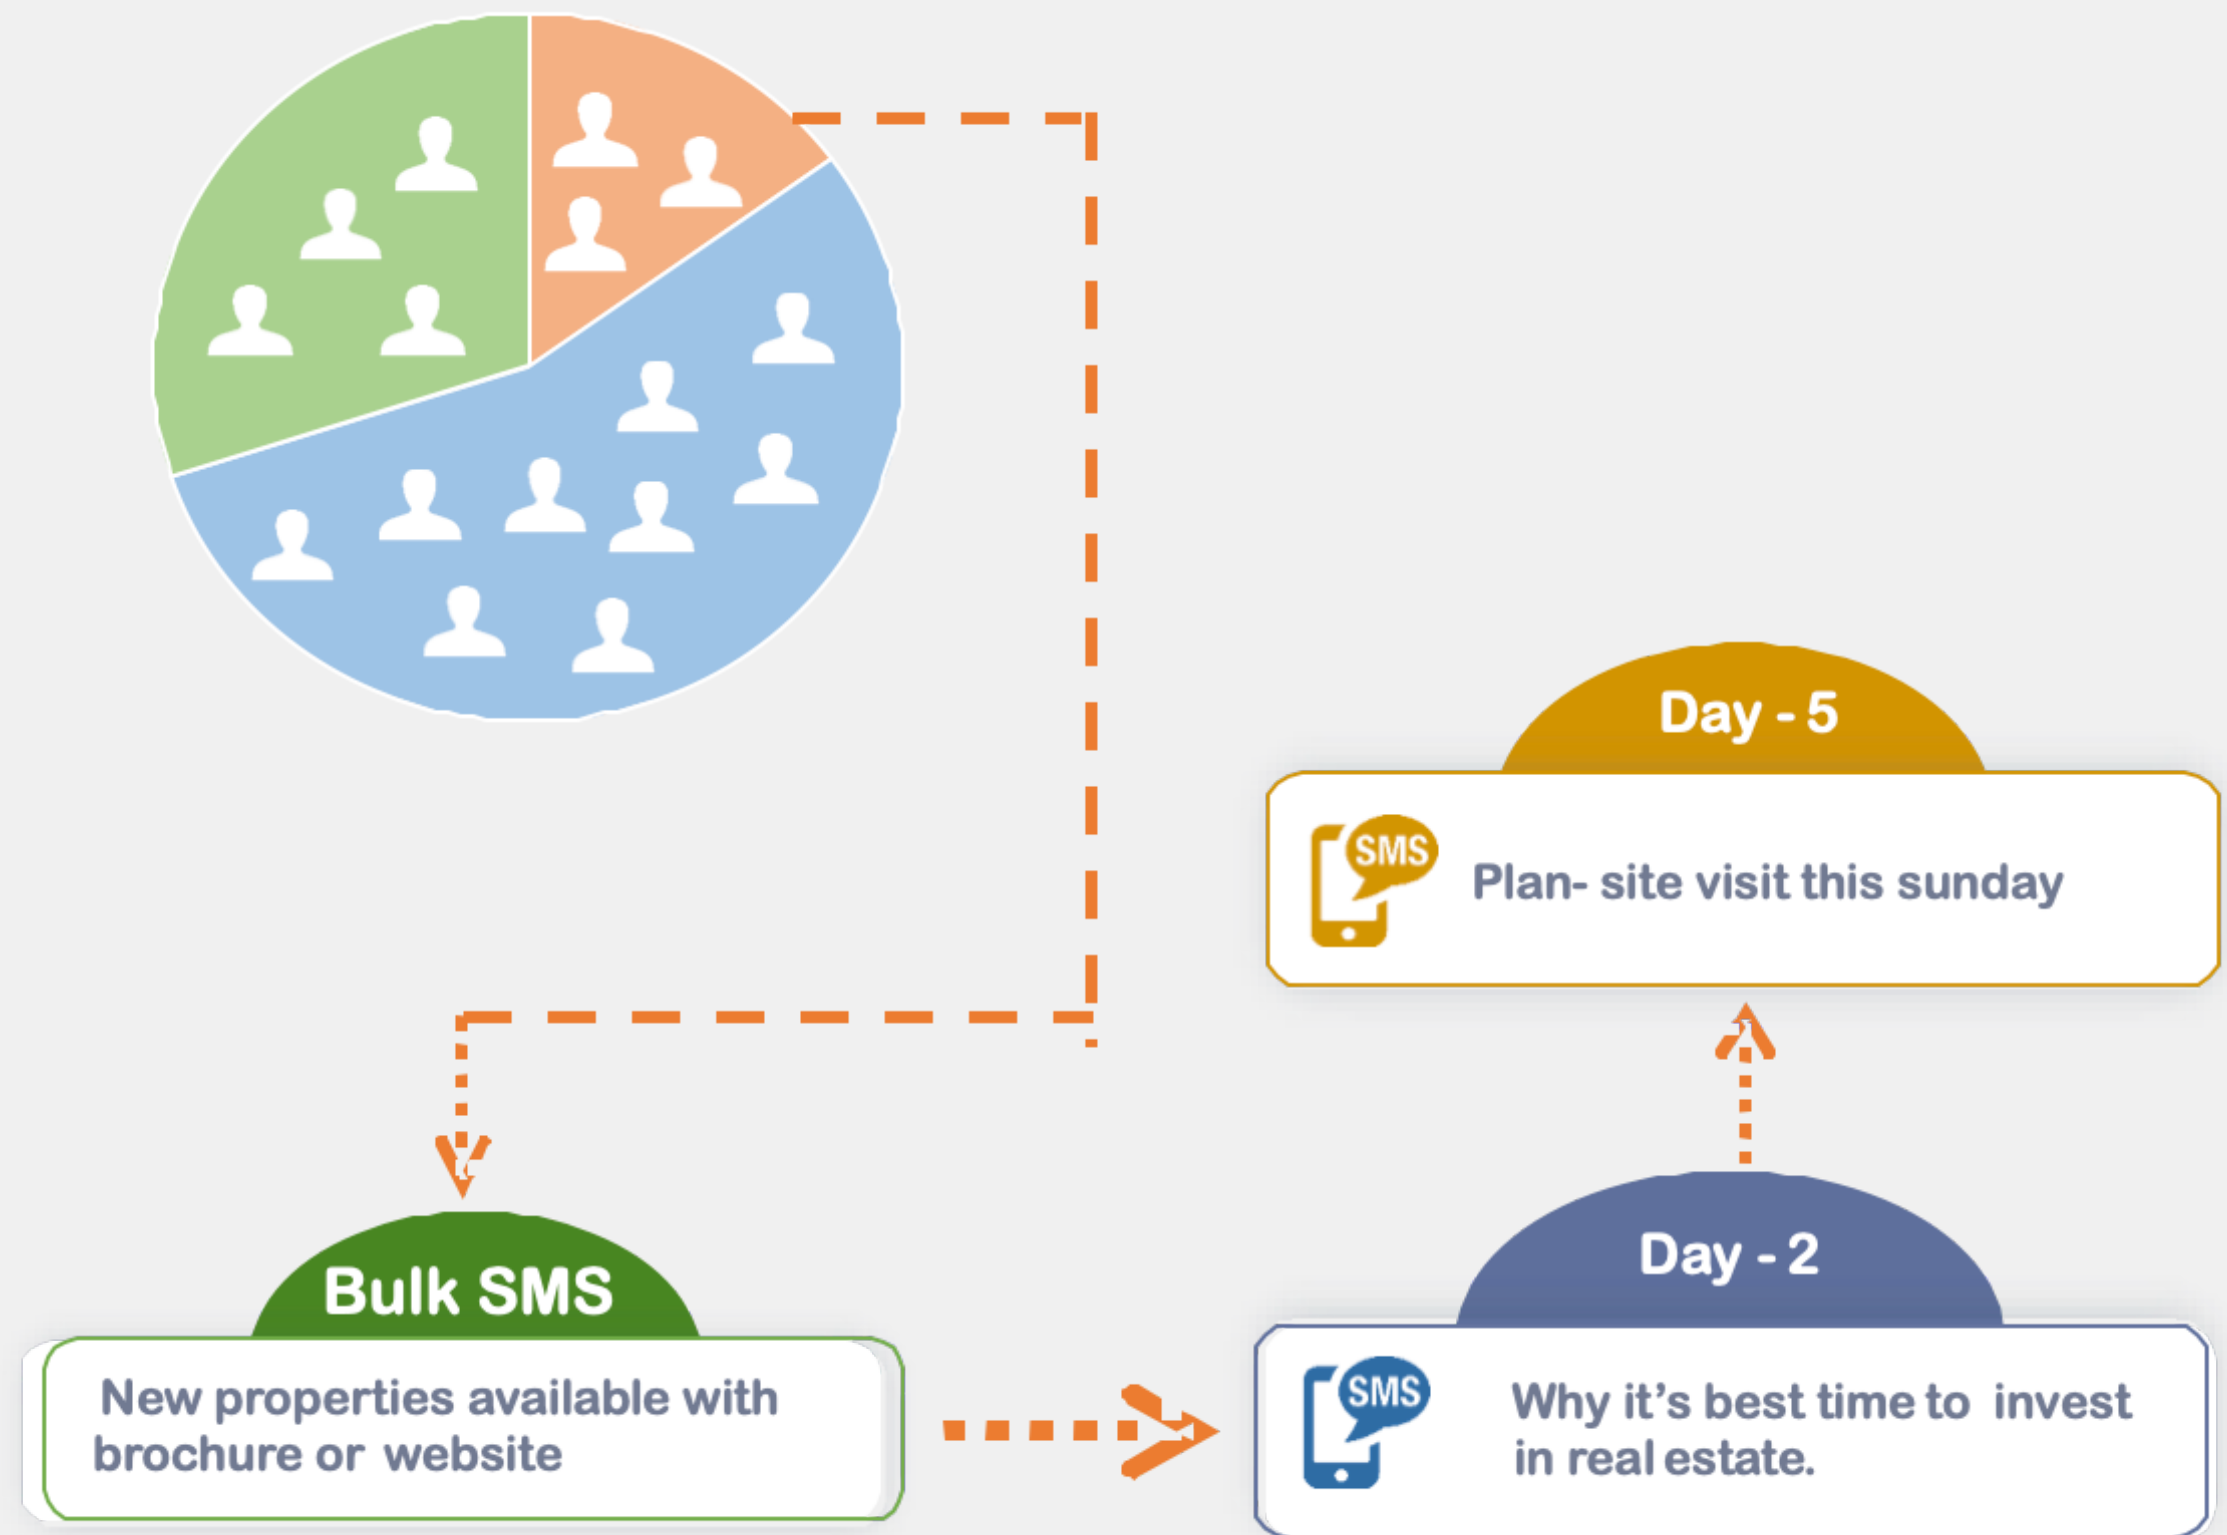 Day - 5
SMS
Plan- site visit this sunday
Bulk SMS
New properties available with
brochure or website
Day - 2
SMS
Why it’s best time to invest
in real estate.